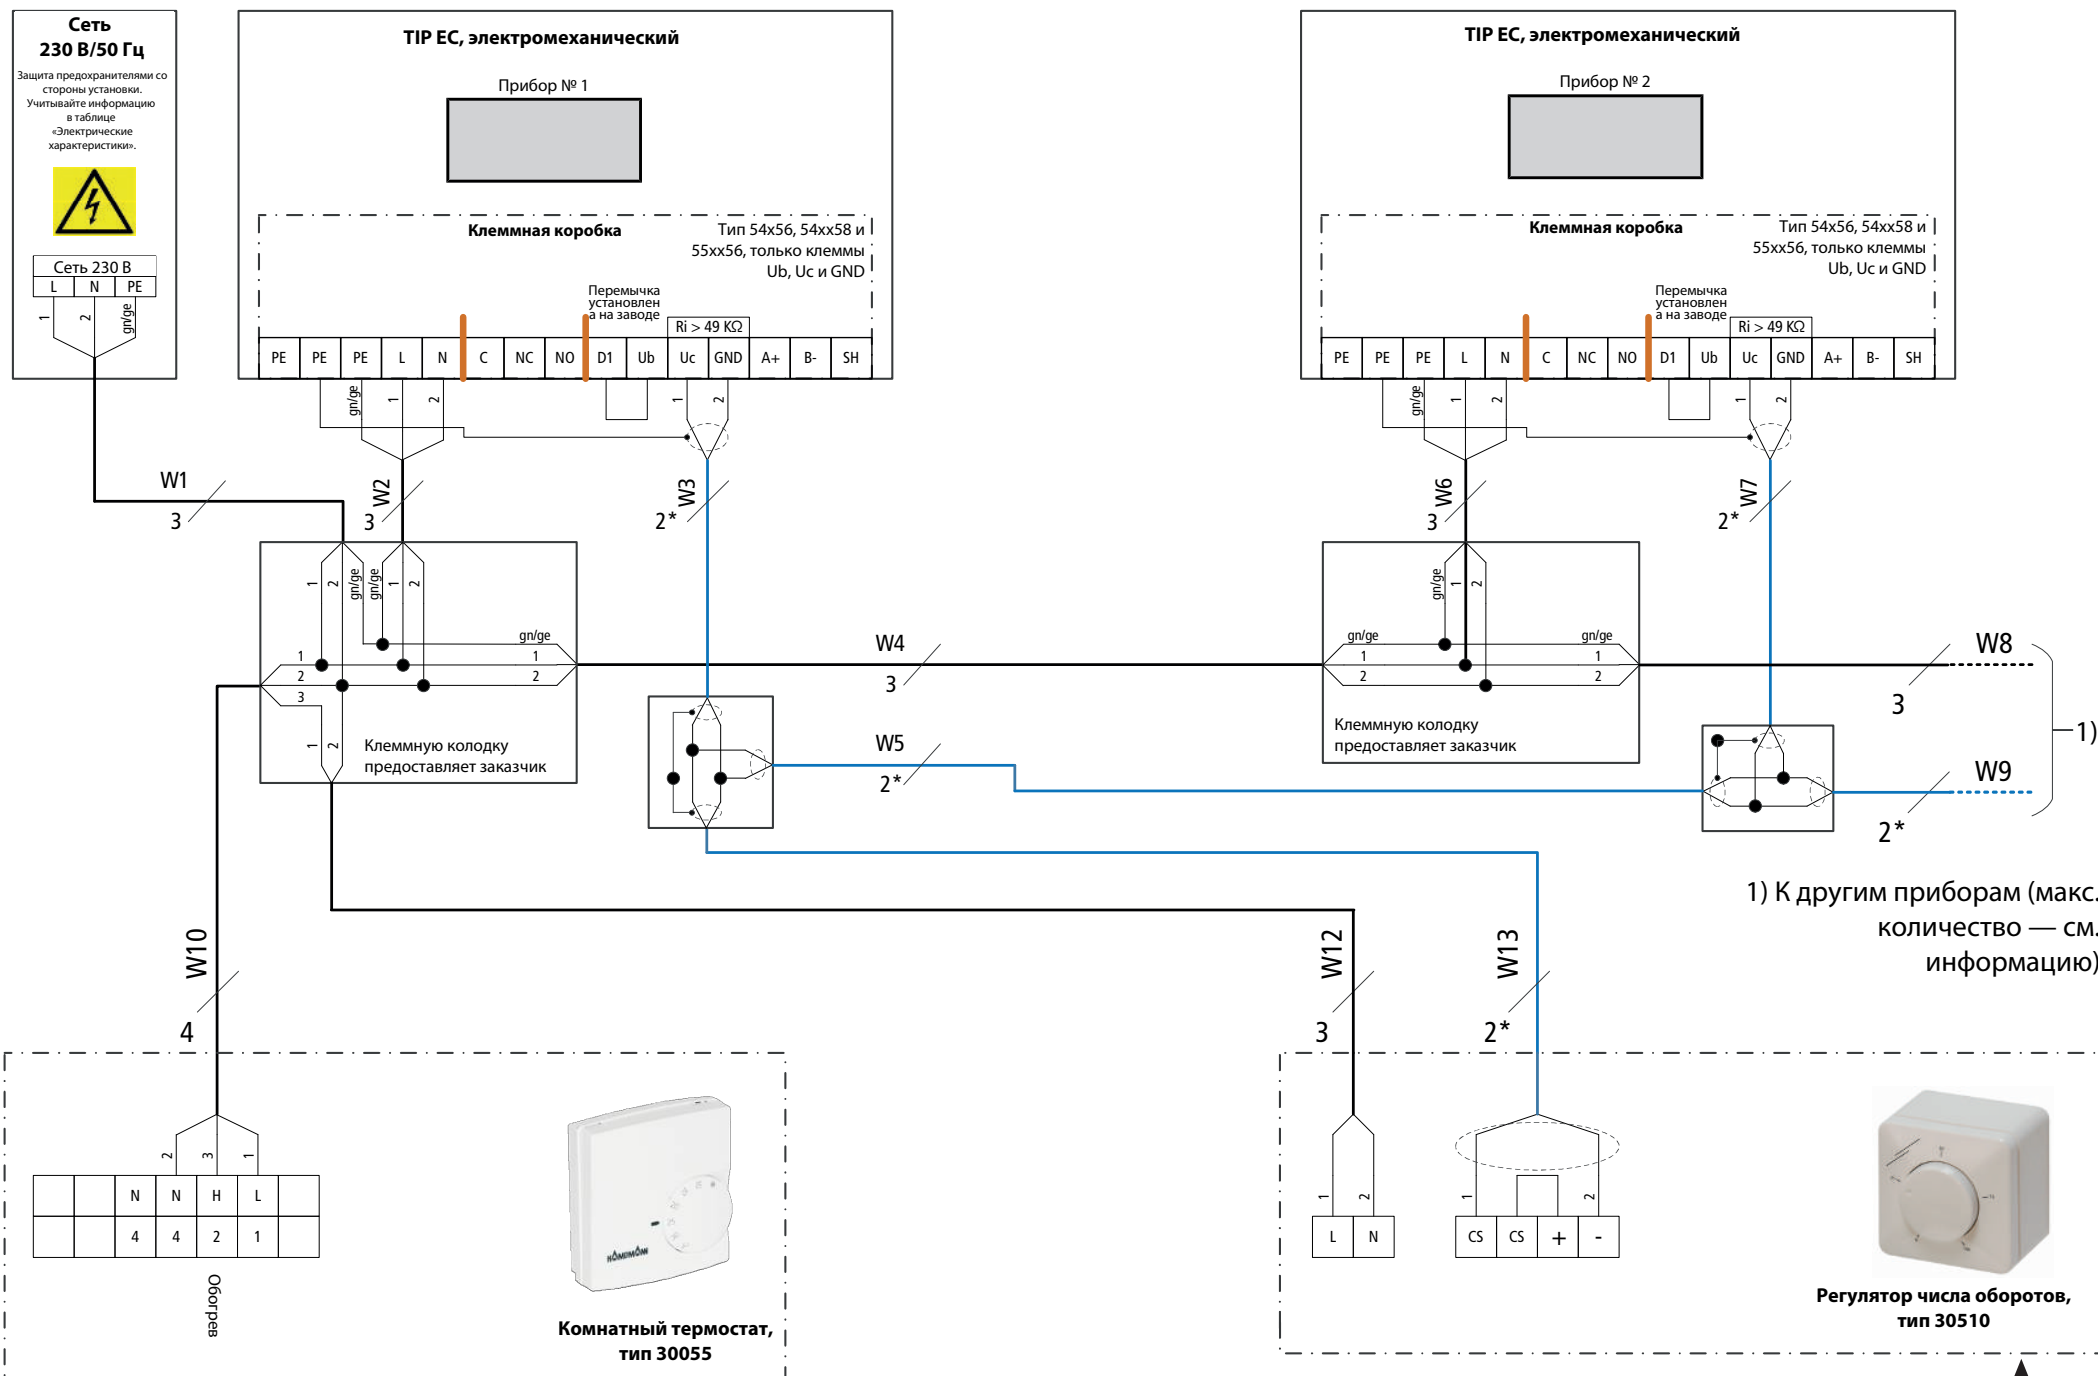 Сеть
230 В/50 Гц
Защита предохранителями со
стороны установки.
Учитывайте информацию
в таблице
«Электрические
характеристики».
Сеть 230 В
L N PE
1 2 gn/ge
TIP EC, электромеханический
Прибор № 1
Клеммная коробка
Тип 54x56, 54xx58 и
55xx56, только клеммы
Ub, Uc и GND
Перемычка
установлен
а на заводе
Ri > 49 KΩ
PE PE PE L N C NC NO D1 Ub Uc GND A+ B- SH
gn/ge 1 2 1 2
TIP EC, электромеханический
Прибор № 2
Клеммная коробка
Тип 54x56, 54xx58 и
55xx56, только клеммы
Ub, Uc и GND
Перемычка
установлен
а на заводе
Ri > 49 KΩ
PE PE PE L N C NC NO D1 Ub Uc GND A+ B- SH
gn/ge 1 2 1 2
W1
3
W2
3
W3
2*
W6
3
W7
2*
1 2 gn/ge gn/ge 1 2
gn/ge
1 1
2 2
3
1 2
Клеммную колодку
предоставляет заказчик
W4
3
W5
2*
gn/ge 1 2
gn/ge gn/ge
1 1
2 2
Клеммную колодку
предоставляет заказчик
W8
3
1)
W9
2*
1) К другим приборам (макс.
количество — см.
информацию)
W10
4
W12
3
W13
2*
2 3 1
N N H L
4 4 2 1
Обогрев
HÖMDMÖNN
Комнатный термостат,
тип 30055
1 2
L N
1 2
CS CS + -
Регулятор числа оборотов,
тип 30510